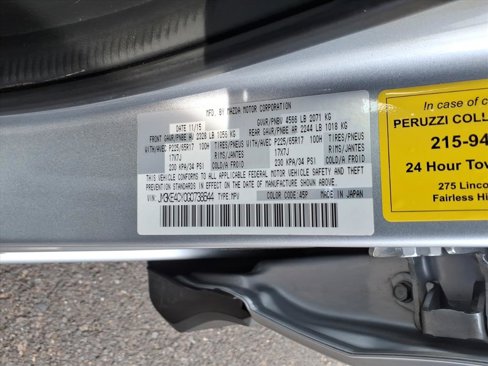 MFD. BY MAZDA MOTOR CORPORATION
DATE 11/15 GVWR/PNBV 4566 LB 2071 KG
FRONT GAWR/PNBE AV 2328 LB 1056 KG REAR GAWR/PNBE AR 2244 LB 1018 KG
WITH/AVEC P225/65R17 100H TIRES/PNEUS WITH/AVEC P225/65R17 100H TIRES/PNEUS
17X7J RIMS/JANTES 17X7J RIMS/JANTES
230 KPA/34 PSI COLD/A FROID 230 KPA/34 PSI COLD/A FROID
THIS VEHICLE CONFORMS TO ALL APPLICABLE FEDERAL MOTOR VEHICLE SAFETY AND THEFT
PREVENTION STANDARDS IN EFFECT ON THE DATE OF MANUFACTURE SHOWN ABOVE.
VIN: TYPE: MPV COLOR CODE: 45P MADE IN JAPAN
In case of
PERUZZI COLL
215-94
24 Hour Tow
275 Linco
Fairless Hi